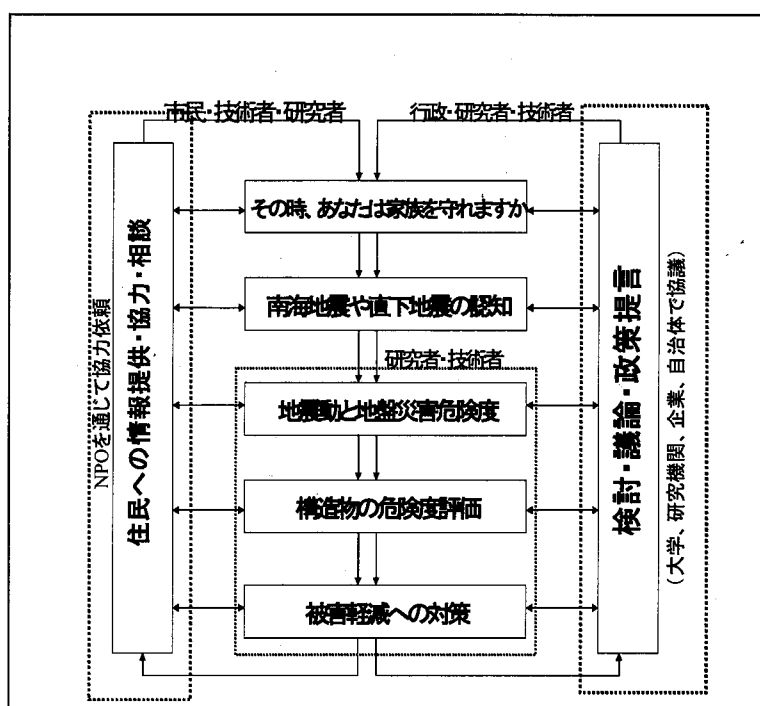 市民・技術者・研究者
行政・研究者・技術者
その時、あなたは家族を守れますか
南海地震や直下地震の認知
研究者・技術者
地震動と地盤災害危険度
構造物の危険度評価
被害軽減への対策
NPOを通じて協力依頼
住民への情報提供・協力・相談
検討・議論・政策提言
(大学、研究機関、企業、自治体で協議)